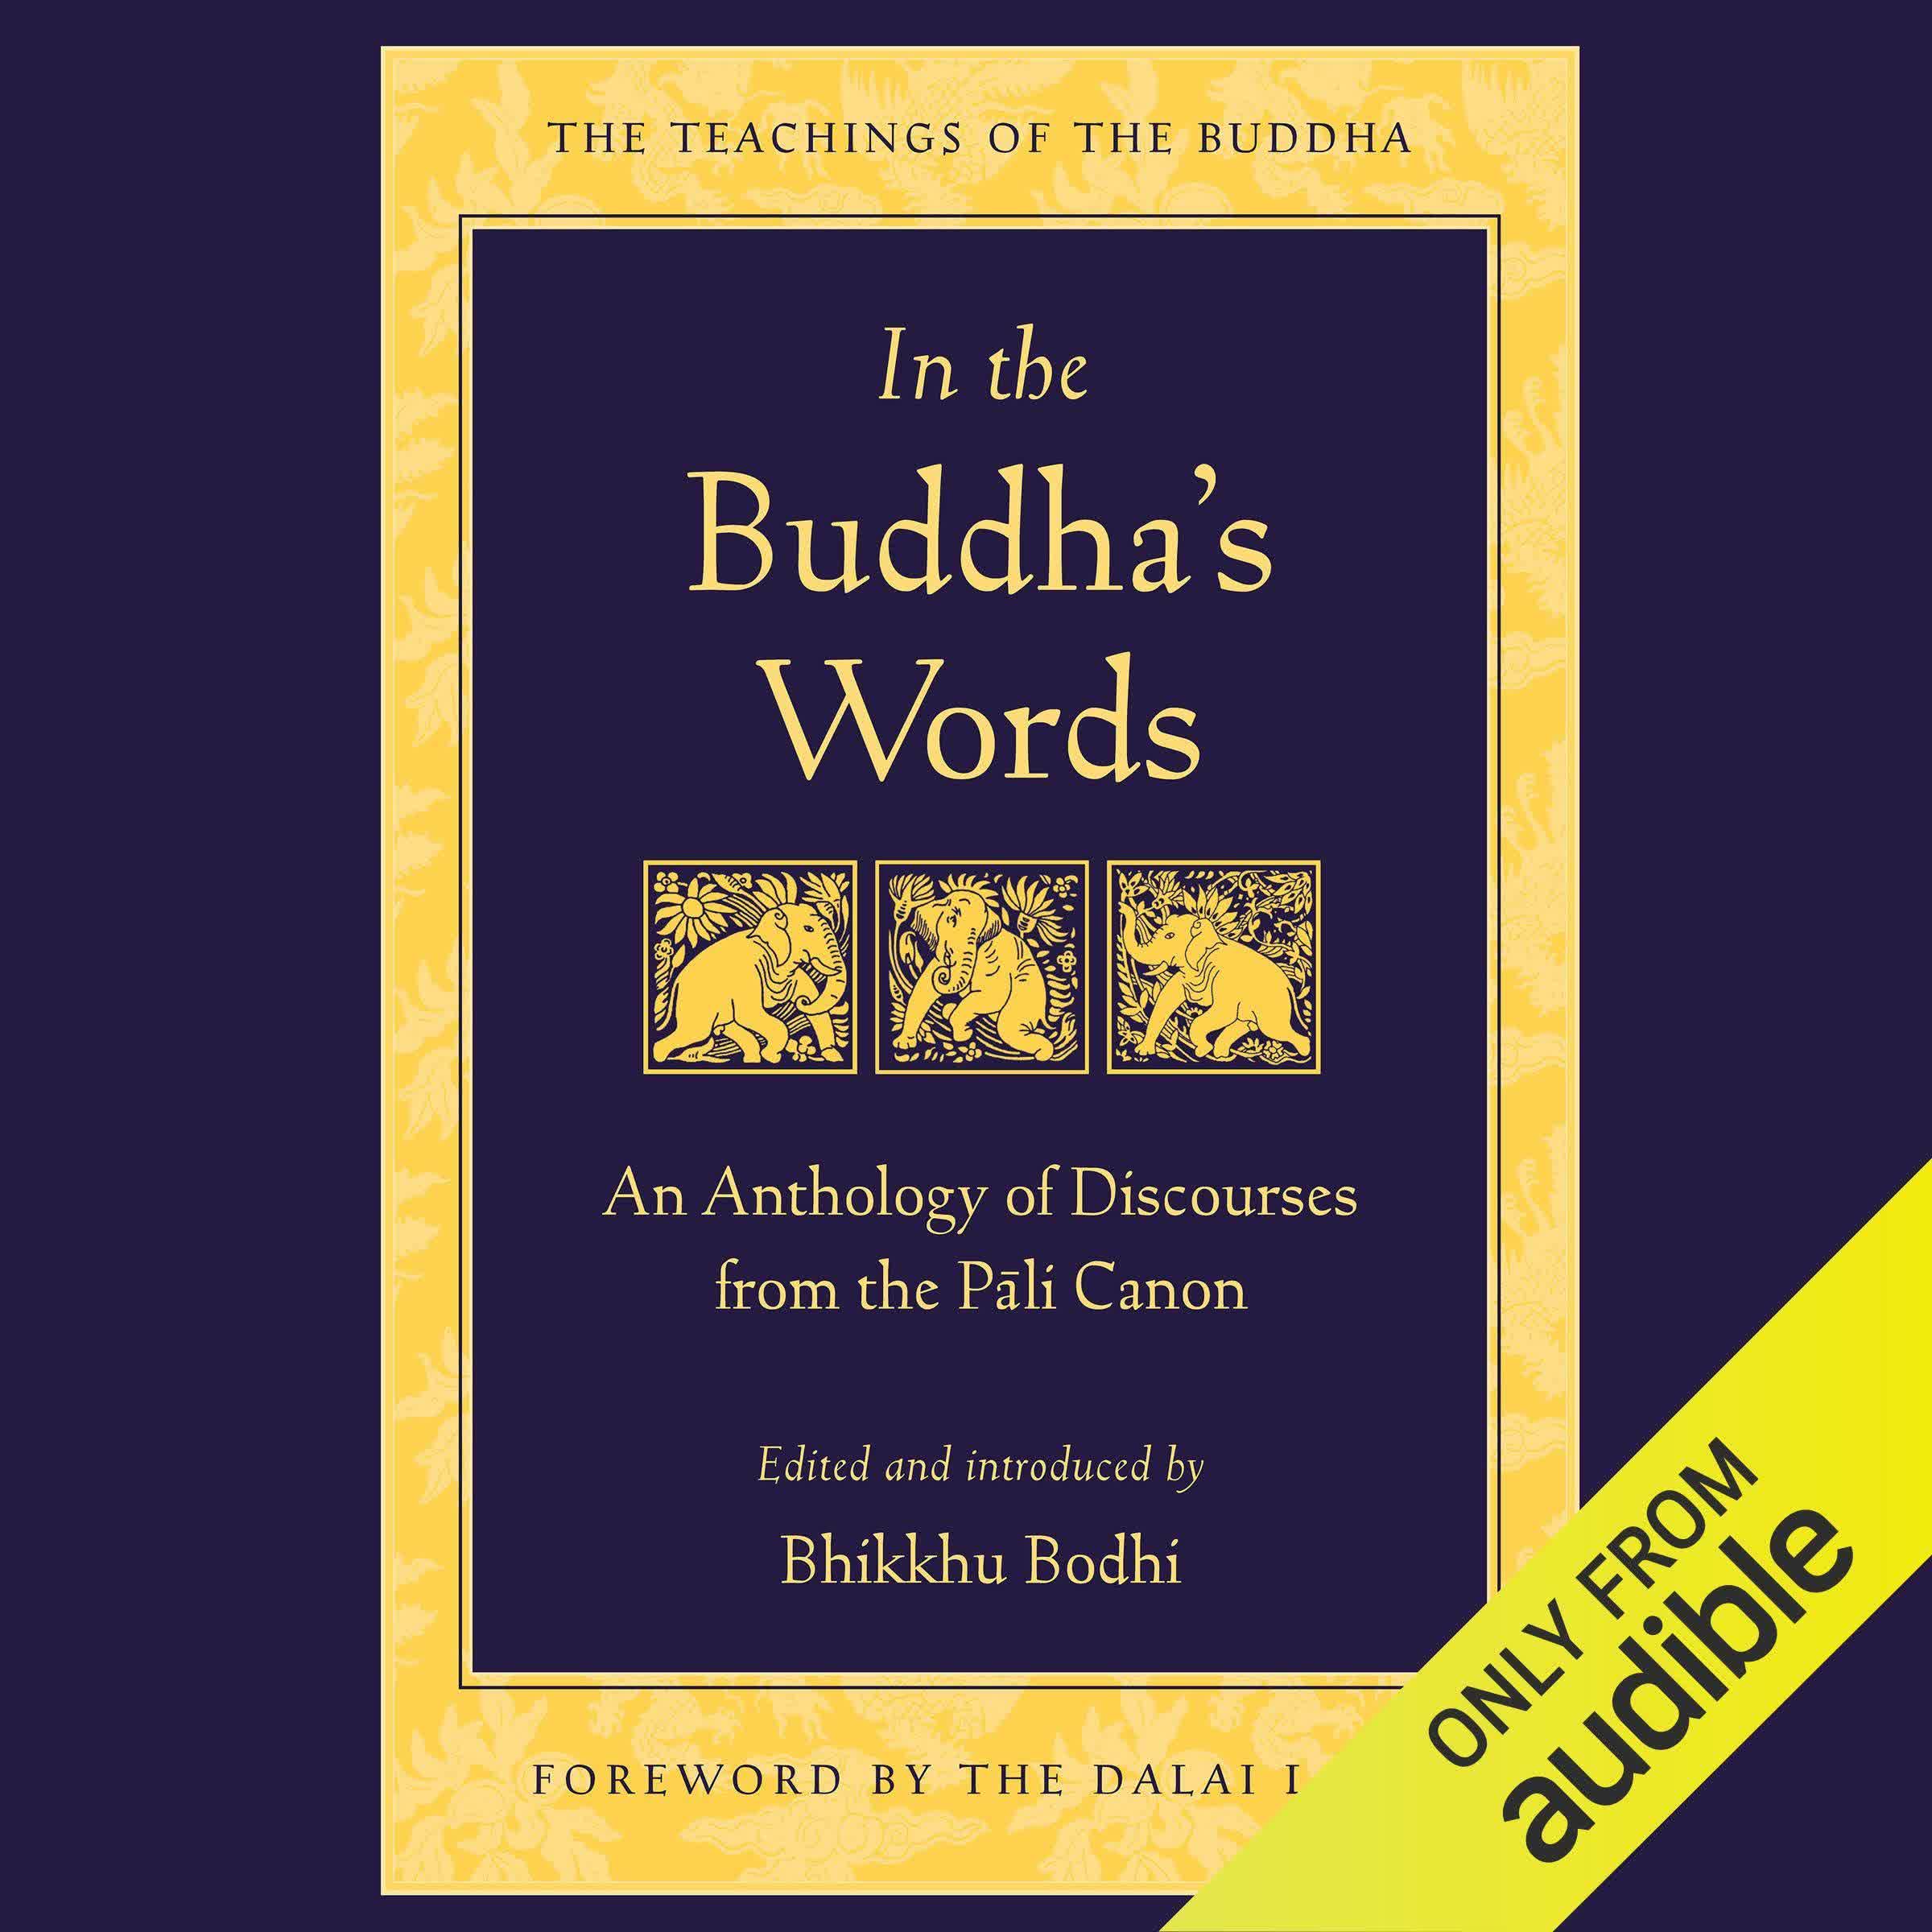 THE TEACHINGS OF THE BUDDHA
In the
Buddha’s
Words
An Anthology of Discourses
from the Pāli Canon
Edited and introduced by
Bhikkhu Bodhi
FOREWORD BY THE DALAI
ONLY FROM
audible